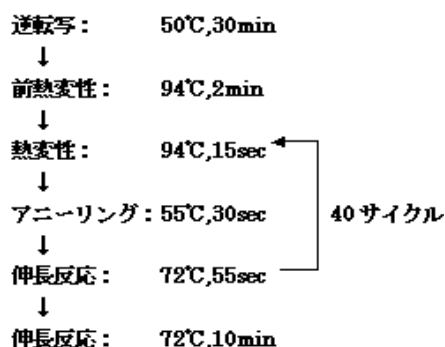 逆転写： 50℃,30min
↓
前熱変性： 94℃,2min
↓
熱変性： 94℃,15sec
↓
アニーリング：55℃,30sec 40サイクル
↓
伸長反応： 72℃,55sec
↓
伸長反応： 72℃,10min